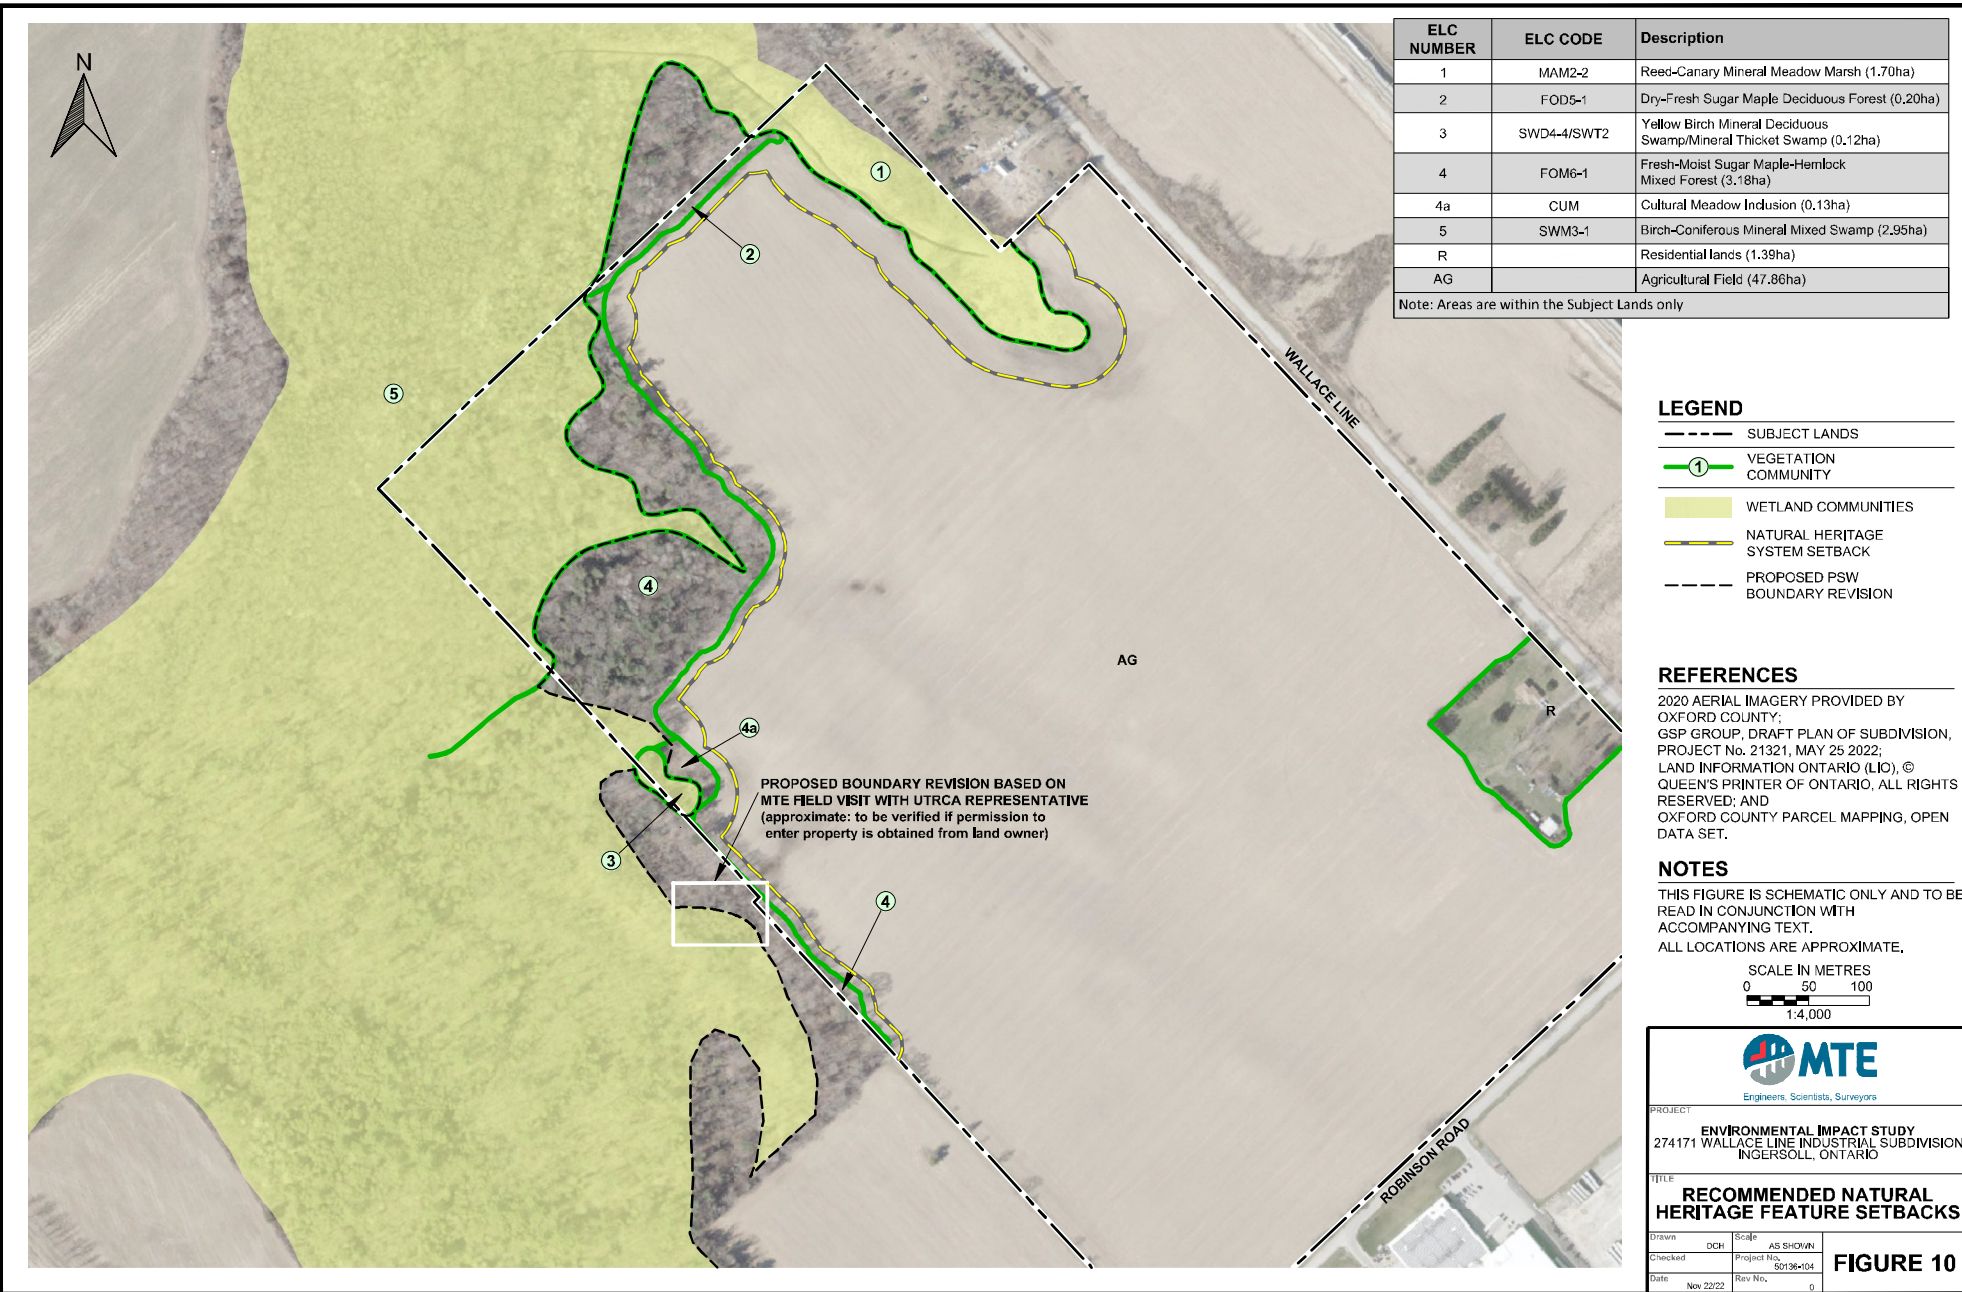 N
ELC NUMBER ELC CODE Description
1 MAM2-2 Reed-Canary Mineral Meadow Marsh (1.70ha)
2 FOD5-1 Dry-Fresh Sugar Maple Deciduous Forest (0.20ha)
3 SWD4-4/SWT2 Yellow Birch Mineral Deciduous
Swamp/Mineral Thicket Swamp (0.12ha)
4 FOM6-1 Fresh-Moist Sugar Maple-Hemlock
Mixed Forest (3.18ha)
4a CUM Cultural Meadow Inclusion (0.13ha)
5 SWM3-1 Birch-Coniferous Mineral Mixed Swamp (2.95ha)
R Residential lands (1.39ha)
AG Agricultural Field (47.86ha)
Note: Areas are within the Subject Lands only
1
2
5
4
4a
3
4
AG
R
WALLACE LINE
ROBINSON ROAD
PROPOSED BOUNDARY REVISION BASED ON
MTE FIELD VISIT WITH UTRCA REPRESENTATIVE
(approximate: to be verified if permission to
enter property is obtained from land owner)
LEGEND
SUBJECT LANDS
1 VEGETATION
COMMUNITY
WETLAND COMMUNITIES
NATURAL HERITAGE
SYSTEM SETBACK
PROPOSED PSW
BOUNDARY REVISION
REFERENCES
2020 AERIAL IMAGERY PROVIDED BY
OXFORD COUNTY;
GSP GROUP, DRAFT PLAN OF SUBDIVISION,
PROJECT No. 21321, MAY 25 2022;
LAND INFORMATION ONTARIO (LIO), ©
QUEEN'S PRINTER OF ONTARIO, ALL RIGHTS
RESERVED; AND
OXFORD COUNTY PARCEL MAPPING, OPEN
DATA SET.
NOTES
THIS FIGURE IS SCHEMATIC ONLY AND TO BE
READ IN CONJUNCTION WITH
ACCOMPANYING TEXT.
ALL LOCATIONS ARE APPROXIMATE.
SCALE IN METRES
0 50 100
1:4,000
MTE
Engineers, Scientists, Surveyors
PROJECT
ENVIRONMENTAL IMPACT STUDY
274171 WALLACE LINE INDUSTRIAL SUBDIVISION
INGERSOLL, ONTARIO
TITLE
RECOMMENDED NATURAL
HERITAGE FEATURE SETBACKS
Drawn DCH Scale AS SHOWN
Checked Project No. 50136-104
Date Nov 22/22 Rev No. 0
FIGURE 10